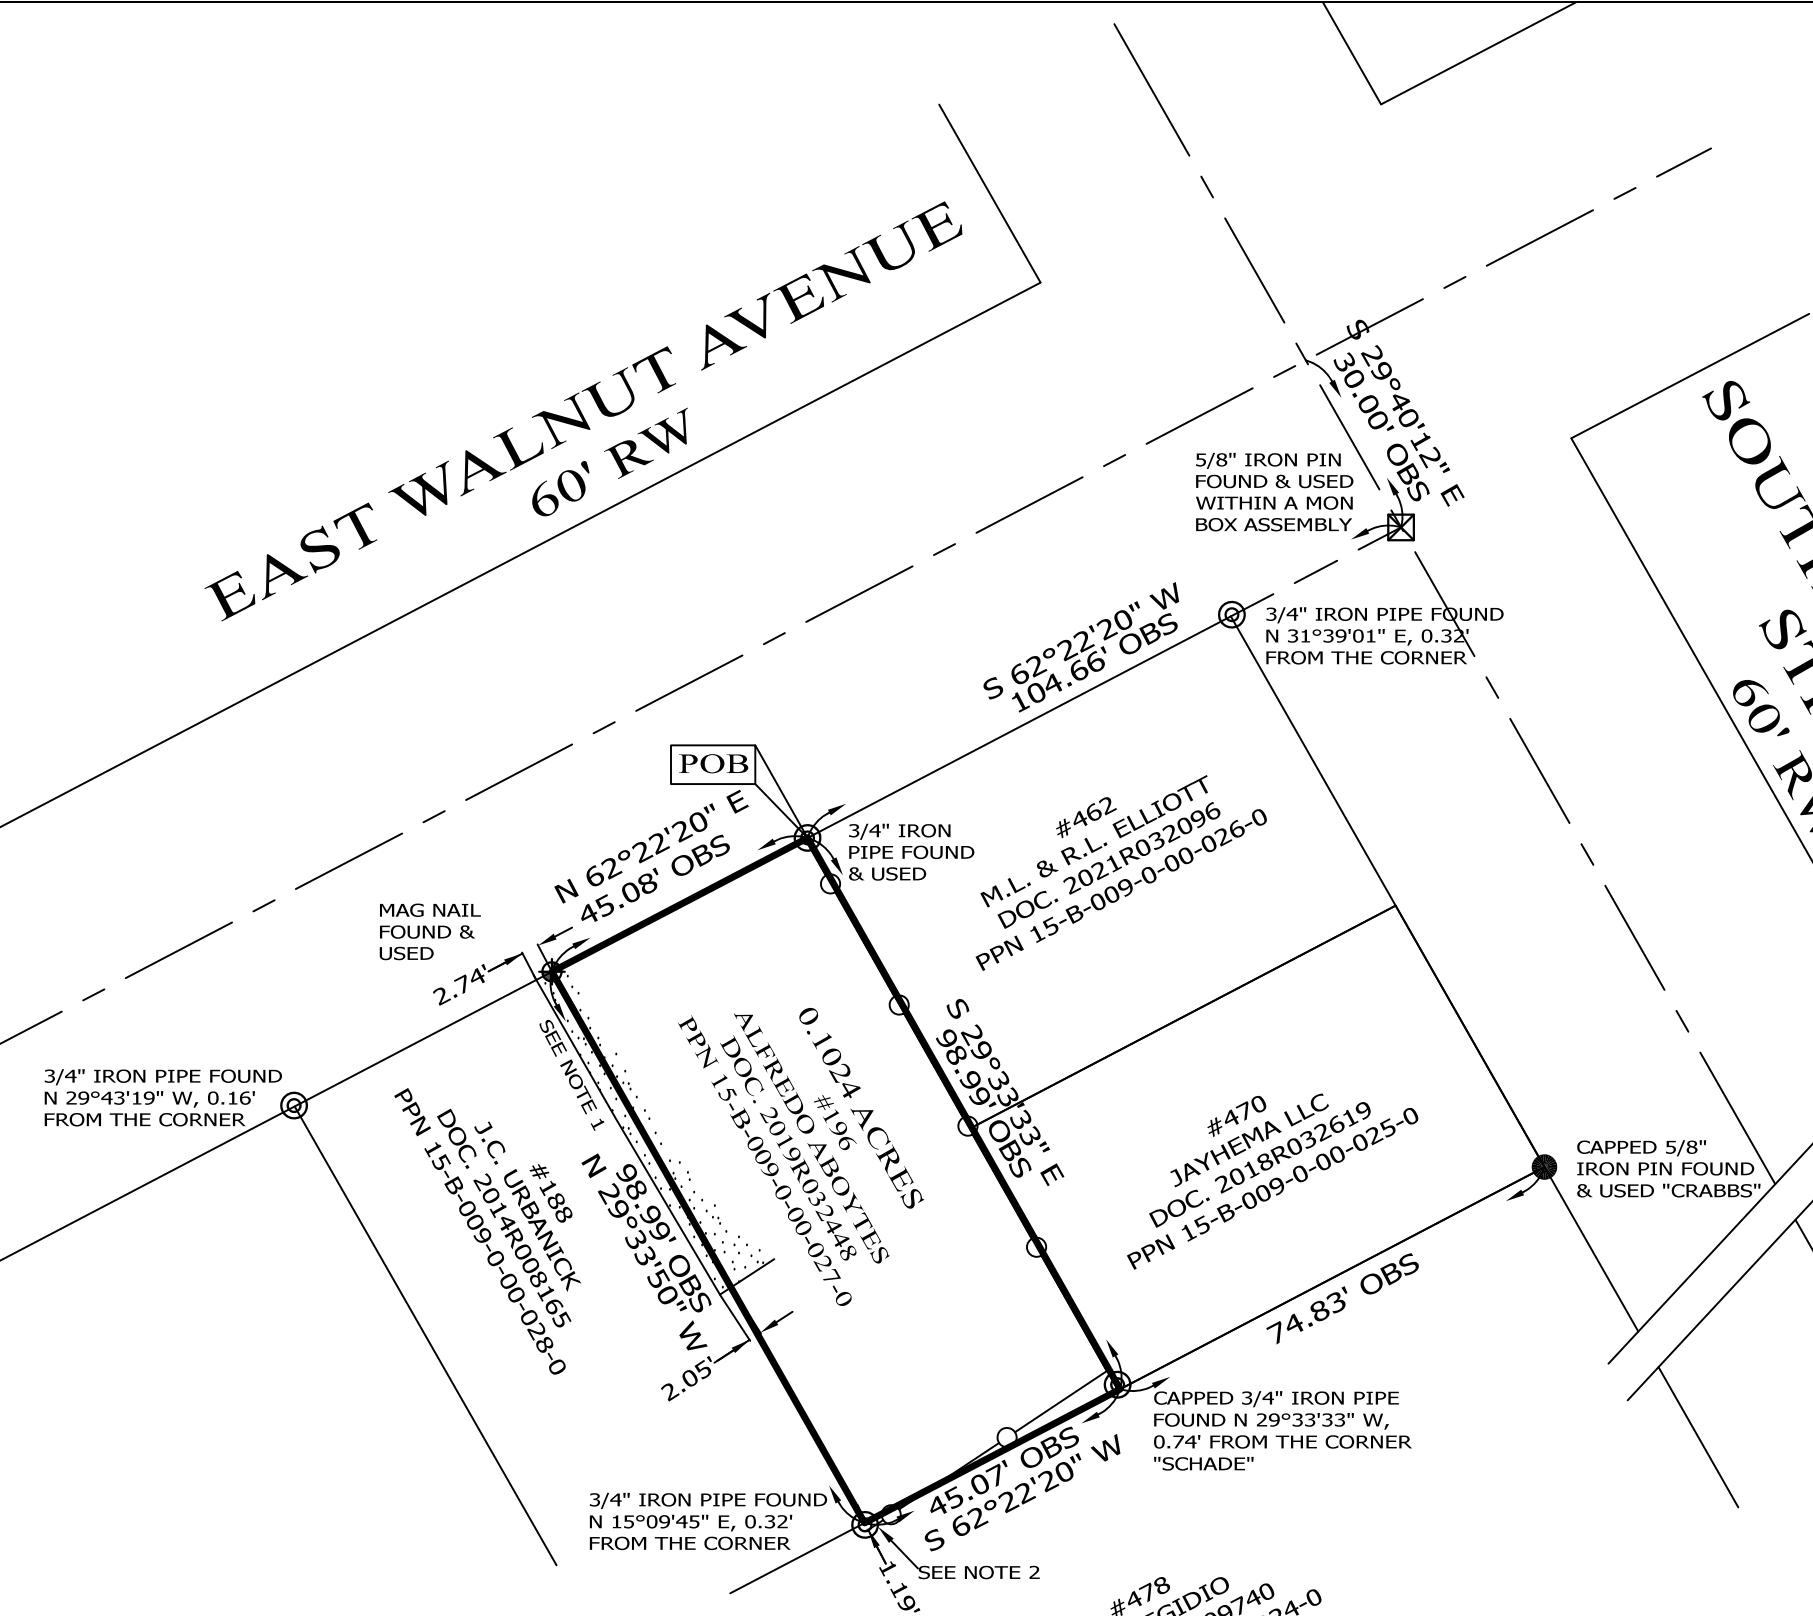 EAST WALNUT AVENUE
60' RW
S 29°40'12" E
30.00' OBS
5/8" IRON PIN
FOUND & USED
WITHIN A MON
BOX ASSEMBLY
60' RW
S 62°22'20" W
104.66' OBS
3/4" IRON PIPE FOUND
N 31°39'01" E, 0.32'
FROM THE CORNER
POB
N 62°22'20" E
45.08' OBS
3/4" IRON
PIPE FOUND
& USED
#462
M.L. & R.L. ELLIOTT
DOC. 2021R032096
PPN 15-B-009-0-00-026-0
MAG NAIL
FOUND &
USED
2.74'
SEE NOTE 1
3/4" IRON PIPE FOUND
N 29°43'19" W, 0.16'
FROM THE CORNER
0.1024 ACRES
#196
ALFREDO ABOYTES
DOC. 2019R032448
PPN 15-B-009-0-00-027-0
S 29°33'33" E
98.99' OBS
#188
J.C. URBANICK
DOC. 2014R008165
PPN 15-B-009-0-00-028-0
98.99' OBS
N 29°33'50" W
2.05'
#470
JAYHEMA LLC
DOC. 2018R032619
PPN 15-B-009-0-00-025-0
CAPPED 5/8"
IRON PIN FOUND
& USED "CRABBS"
74.83' OBS
CAPPED 3/4" IRON PIPE
FOUND N 29°33'33" W,
0.74' FROM THE CORNER
"SCHADE"
45.07' OBS
S 62°22'20" W
3/4" IRON PIPE FOUND
N 15°09'45" E, 0.32'
FROM THE CORNER
SEE NOTE 2
1.19'
#478